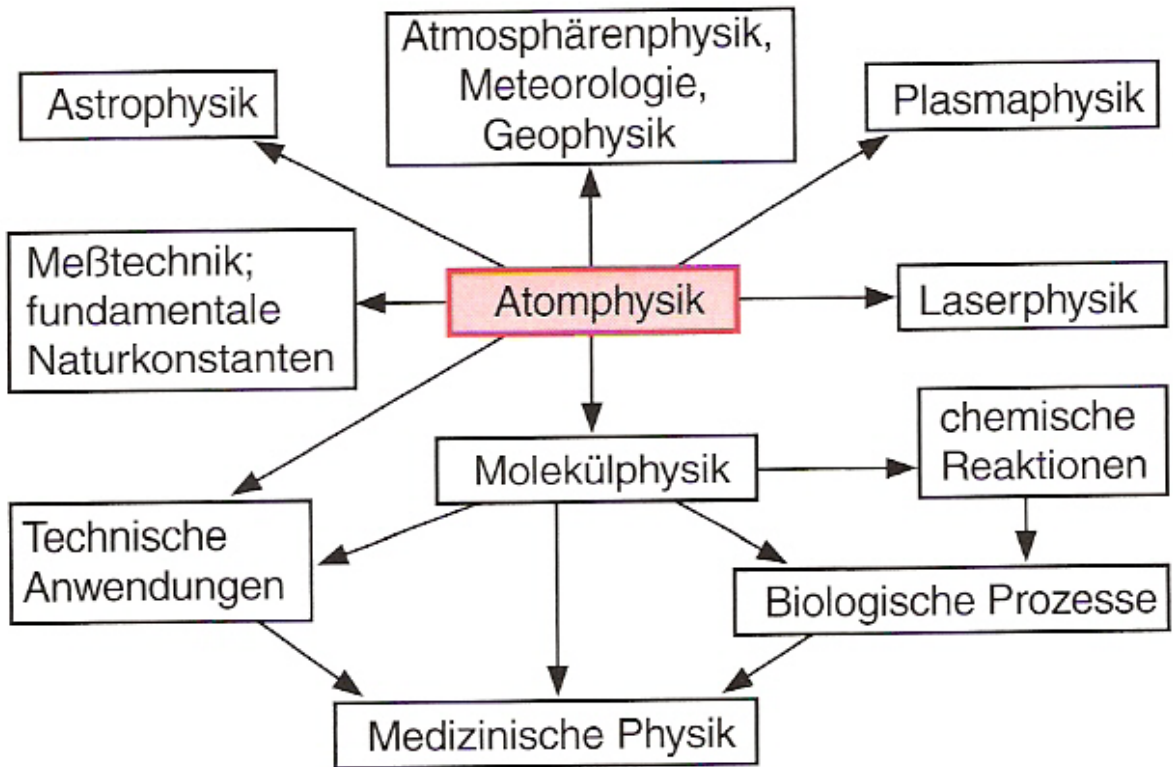 Atmosphärenphysik,
Meteorologie,
Geophysik
Astrophysik
Plasmaphysik
Meßtechnik;
fundamentale
Naturkonstanten
Atomphysik
Laserphysik
chemische
Reaktionen
Molekülphysik
Technische
Anwendungen
Biologische Prozesse
Medizinische Physik